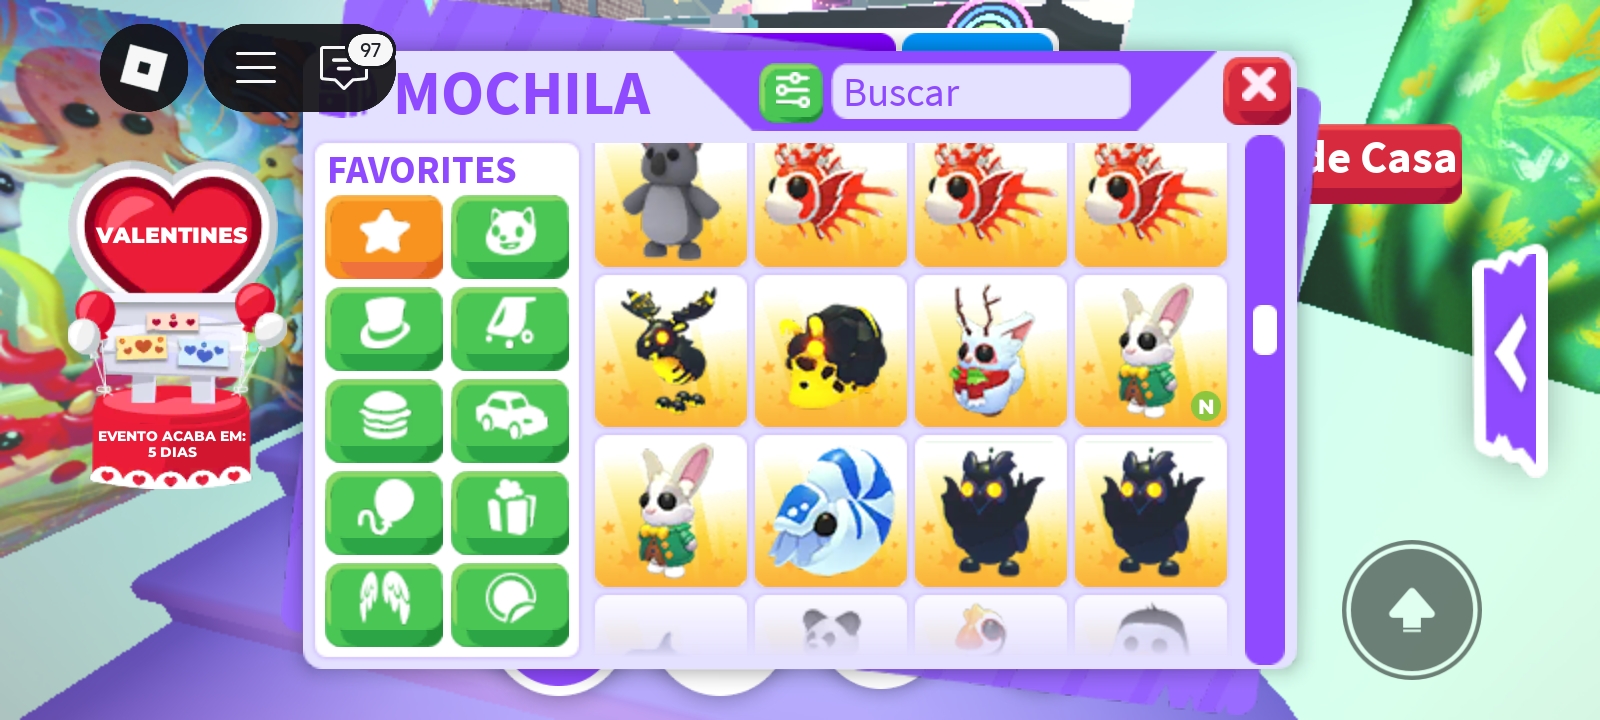 97
MOCHILA
Buscar
FAVORITES
de Casa
VALENTINES
N
EVENTO ACABA EM:
5 DIAS